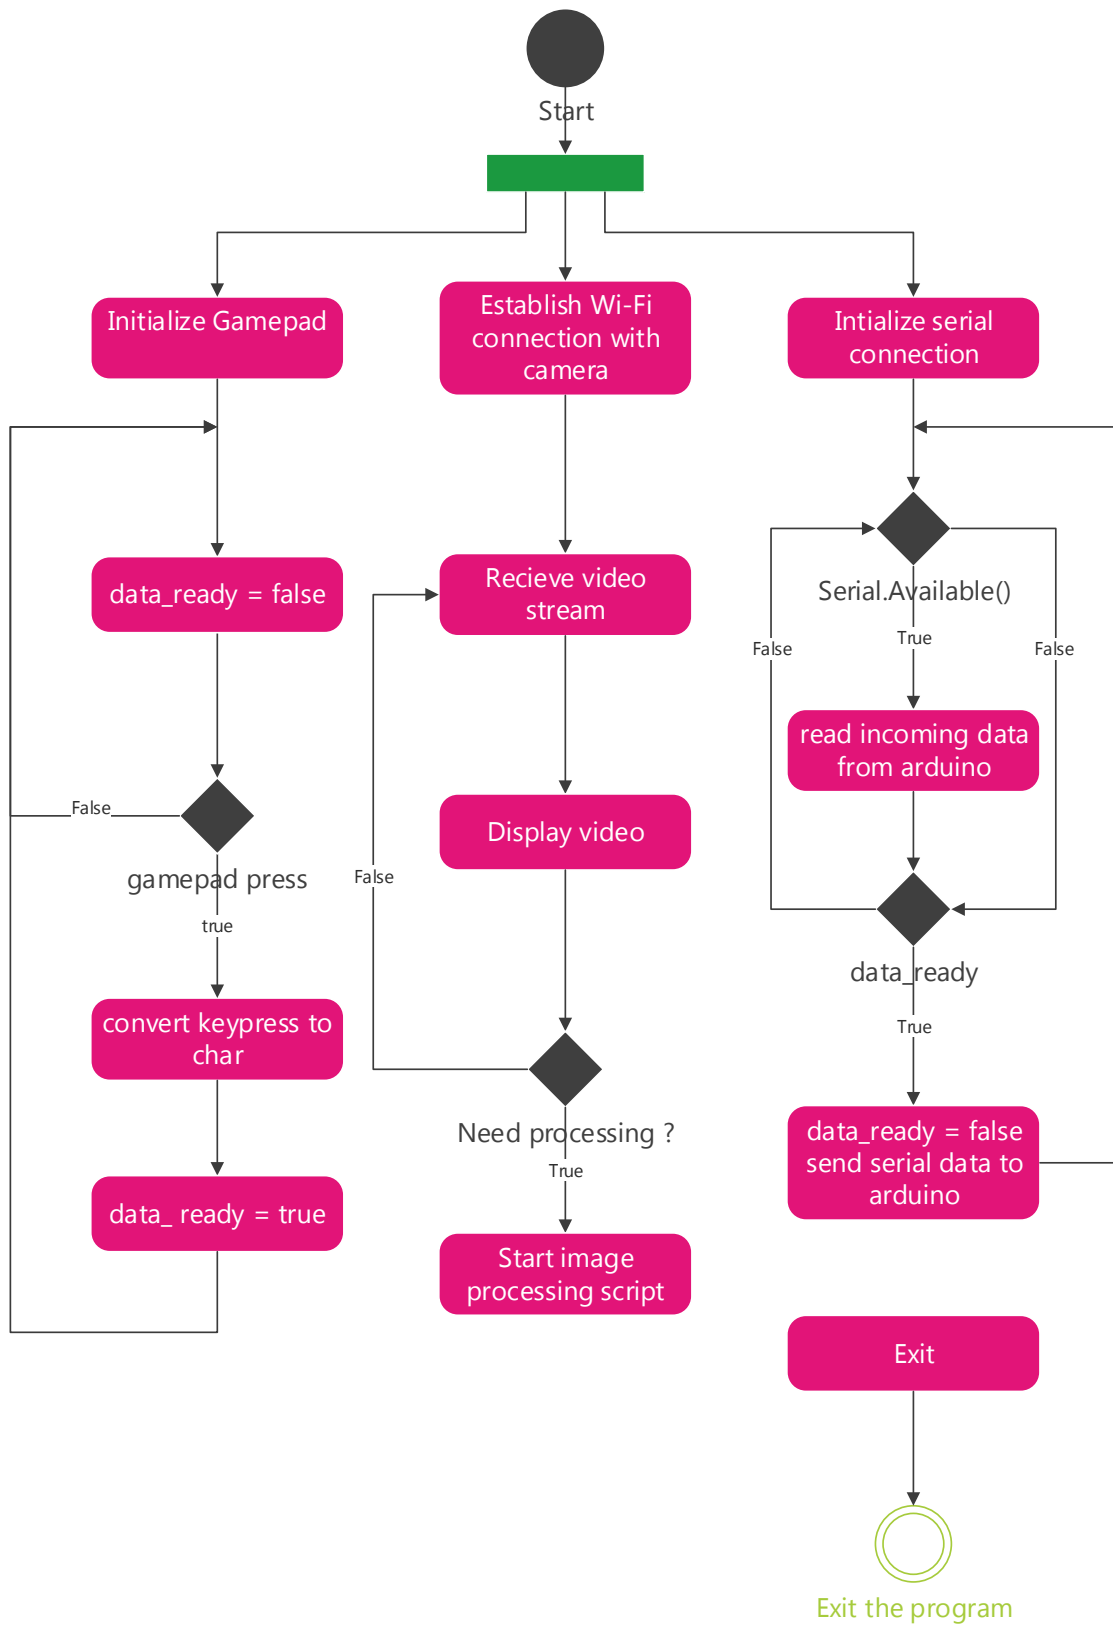 Start
Initialize Gamepad
Establish Wi-Fi
connection with
camera
Intialize serial
connection
data_ready = false
Recieve video
stream
Serial.Available()
True
False
False
read incoming data
from arduino
False
gamepad press
true
Display video
False
data_ready
True
convert keypress to
char
Need processing ?
True
data_ready = false
send serial data to
arduino
data_ ready = true
Start image
processing script
Exit
Exit the program